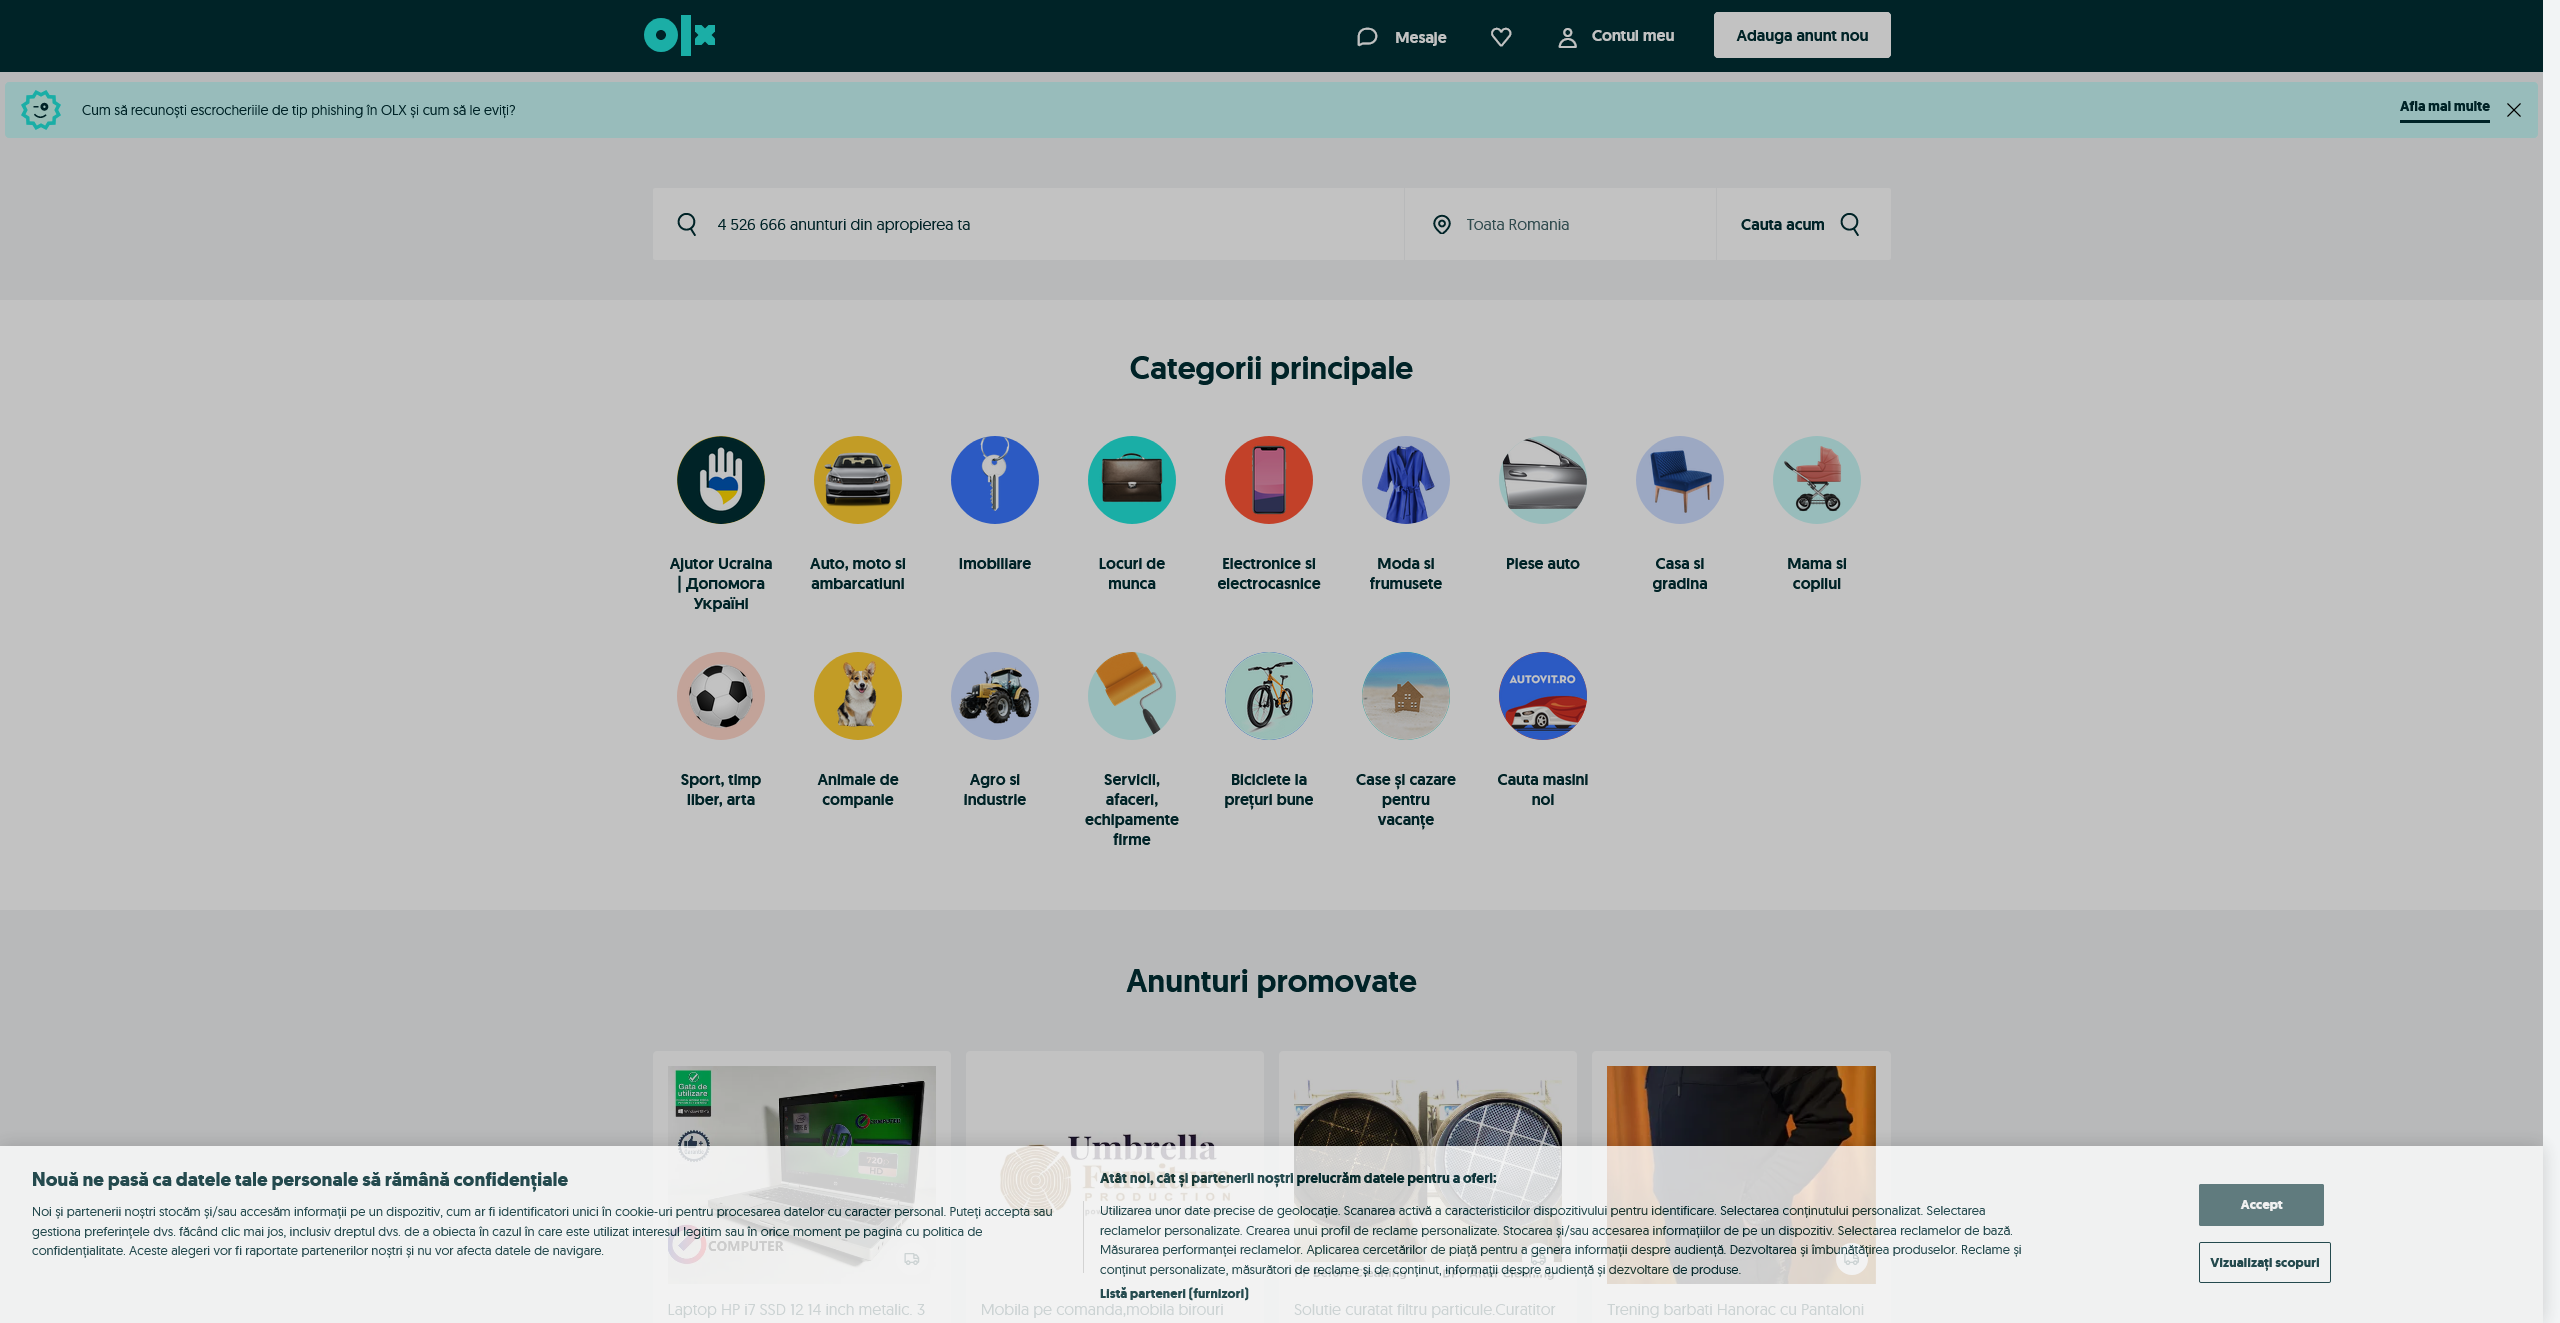 olx
Mesaje
Contul meu
Adauga anunt nou
Cum să recunoști escrocheriile de tip phishing în OLX și cum să le eviți?
Afla mai multe
4 526 666 anunturi din apropierea ta
Toata Romania
Cauta acum
Categorii principale
Ajutor Ucraina
| Допомога
Україні
Auto, moto si
ambarcatiuni
Imobiliare
Locuri de
munca
Electronice si
electrocasnice
Moda si
frumusete
Piese auto
Casa si
gradina
Mama si
copilul
AUTOVIT.RO
Sport, timp
liber, arta
Animale de
companie
Agro si
industrie
Servicii,
afaceri,
echipamente
firme
Biciclete la
prețuri bune
Case și cazare
pentru
vacanțe
Cauta masini
noi
Anunturi promovate
Gata de
utilizare
Umbrella
Furniture
PRODUCTION
COMPUTER
Laptop HP i7 SSD 12 14 inch metalic. 3
Mobila pe comanda,mobila birouri
Solutie curatat filtru particule.Curatitor
Trening barbati Hanorac cu Pantaloni
Nouă ne pasă ca datele tale personale să rămână confidențiale
Noi și partenerii noștri stocăm și/sau accesăm informații pe un dispozitiv, cum ar fi identificatori unici în cookie-uri pentru procesarea datelor cu caracter personal. Puteți accepta sau
gestiona preferințele dvs. făcând clic mai jos, inclusiv dreptul dvs. de a obiecta în cazul în care este utilizat interesul legitim sau în orice moment pe pagina cu politica de
confidențialitate. Aceste alegeri vor fi raportate partenerilor noștri și nu vor afecta datele de navigare.
Atât noi, cât și partenerii noștri prelucrăm datele pentru a oferi:
Utilizarea unor date precise de geolocație. Scanarea activă a caracteristicilor dispozitivului pentru identificare. Selectarea conținutului personalizat. Selectarea
reclamelor personalizate. Crearea unui profil de reclame personalizate. Stocarea și/sau accesarea informațiilor de pe un dispozitiv. Selectarea reclamelor de bază.
Măsurarea performanței reclamelor. Aplicarea cercetărilor de piață pentru a genera informații despre audiență. Dezvoltarea și îmbunătățirea produselor. Reclame și
conținut personalizate, măsurători de reclame și de conținut, informații despre audiență și dezvoltare de produse.
Listă parteneri (furnizori)
Accept
Vizualizați scopuri